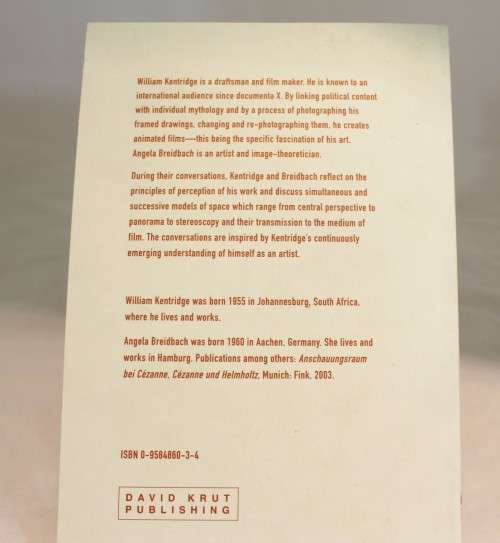 William Kentridge is a draftsman and film maker. He is known to an
international audience since documenta X. By linking political content
with individual mythology and by a process of photographing his
framed drawings, changing and re-photographing them, he creates
animated films—this being the specific fascination of his art.
Angela Breidbach is an artist and image-theoretician.
During their conversations, Kentridge and Breidbach reflect on the
principles of perception of his work and discuss simultaneous and
successive models of space which range from central perspective to
panorama to stereoscopy and their transmission to the medium of
film. The conversations are inspired by Kentridge's continuously
emerging understanding of himself as an artist.
William Kentridge was born 1955 in Johannesburg, South Africa,
where he lives and works.
Angela Breidbach was born 1960 in Aachen, Germany. She lives and
works in Hamburg. Publications among others: Anschauungsraum
bei Cézanne, Cézanne und Helmholtz, Munich: Fink, 2003.
ISBN 0-9584860-3-4
DAVID KRUT
PUBLISHING